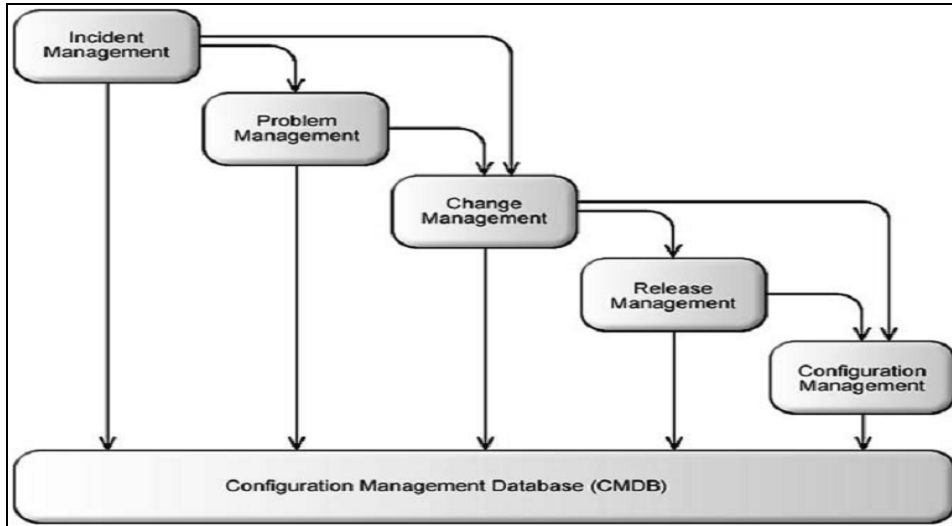 Incident
Management
Problem
Management
Change
Management
Release
Management
Configuration
Management
Configuration Management Database (CMDB)